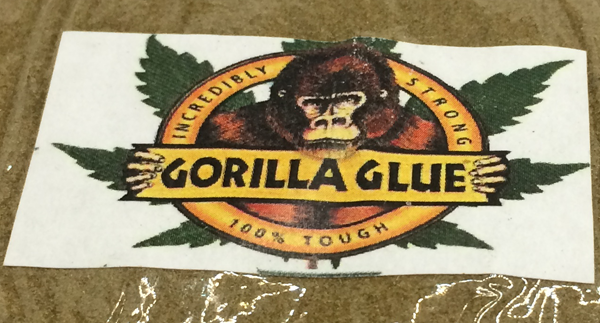 INCREDIBLY STRONG
GORILLA GLUE
100% TOUGH